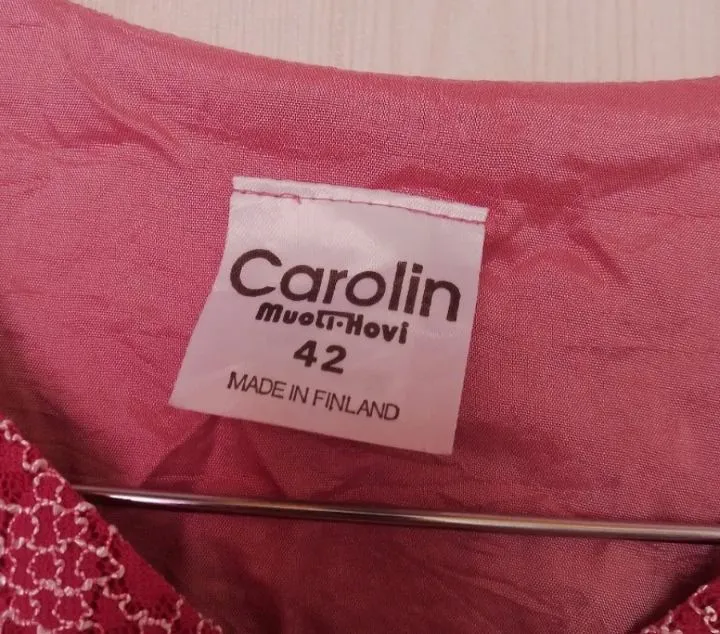 Carolin
Muoti-Hovi
42
MADE IN FINLAND